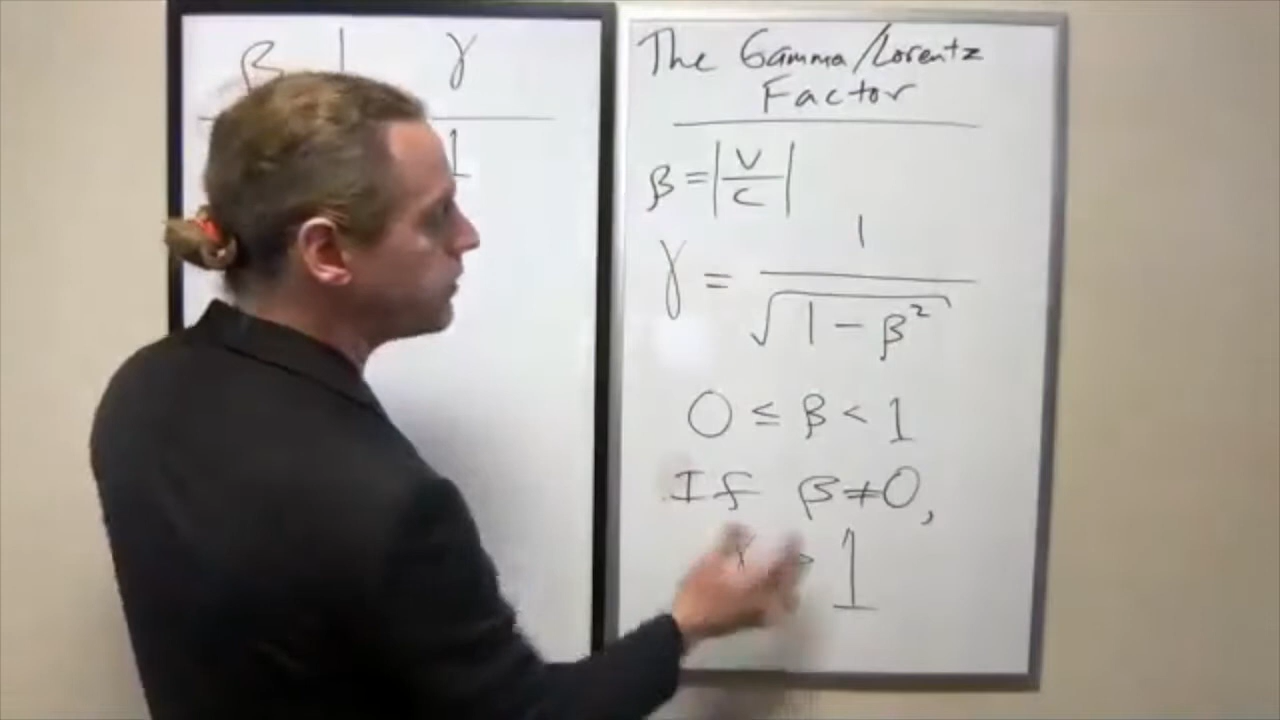 β | γ
1
The Gamma/Lorentz
Factor
β = |v/c|
γ = 1/√(1 - β²)
0 ≤ β < 1
If β ≠ 0,
γ > 1